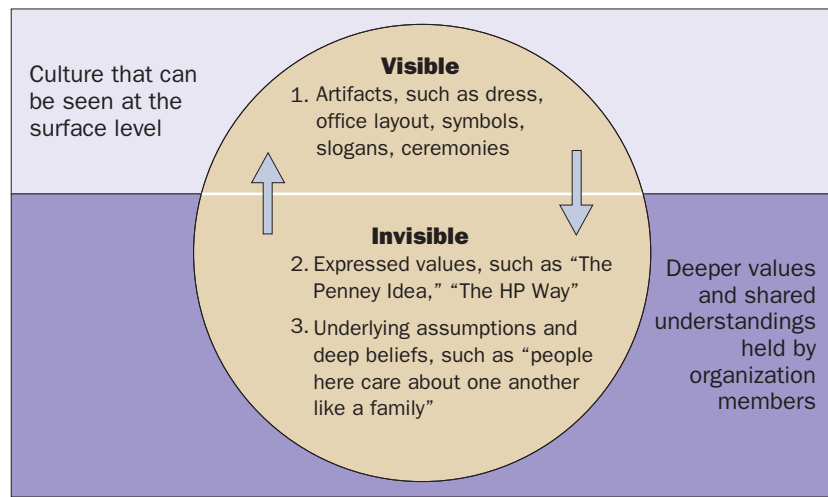 Culture that can
be seen at the
surface level
Visible
1. Artifacts, such as dress,
office layout, symbols,
slogans, ceremonies
Invisible
2. Expressed values, such as “The
Penney Idea,” “The HP Way”
3. Underlying assumptions and
deep beliefs, such as “people
here care about one another
like a family”
Deeper values
and shared
understandings
held by
organization
members